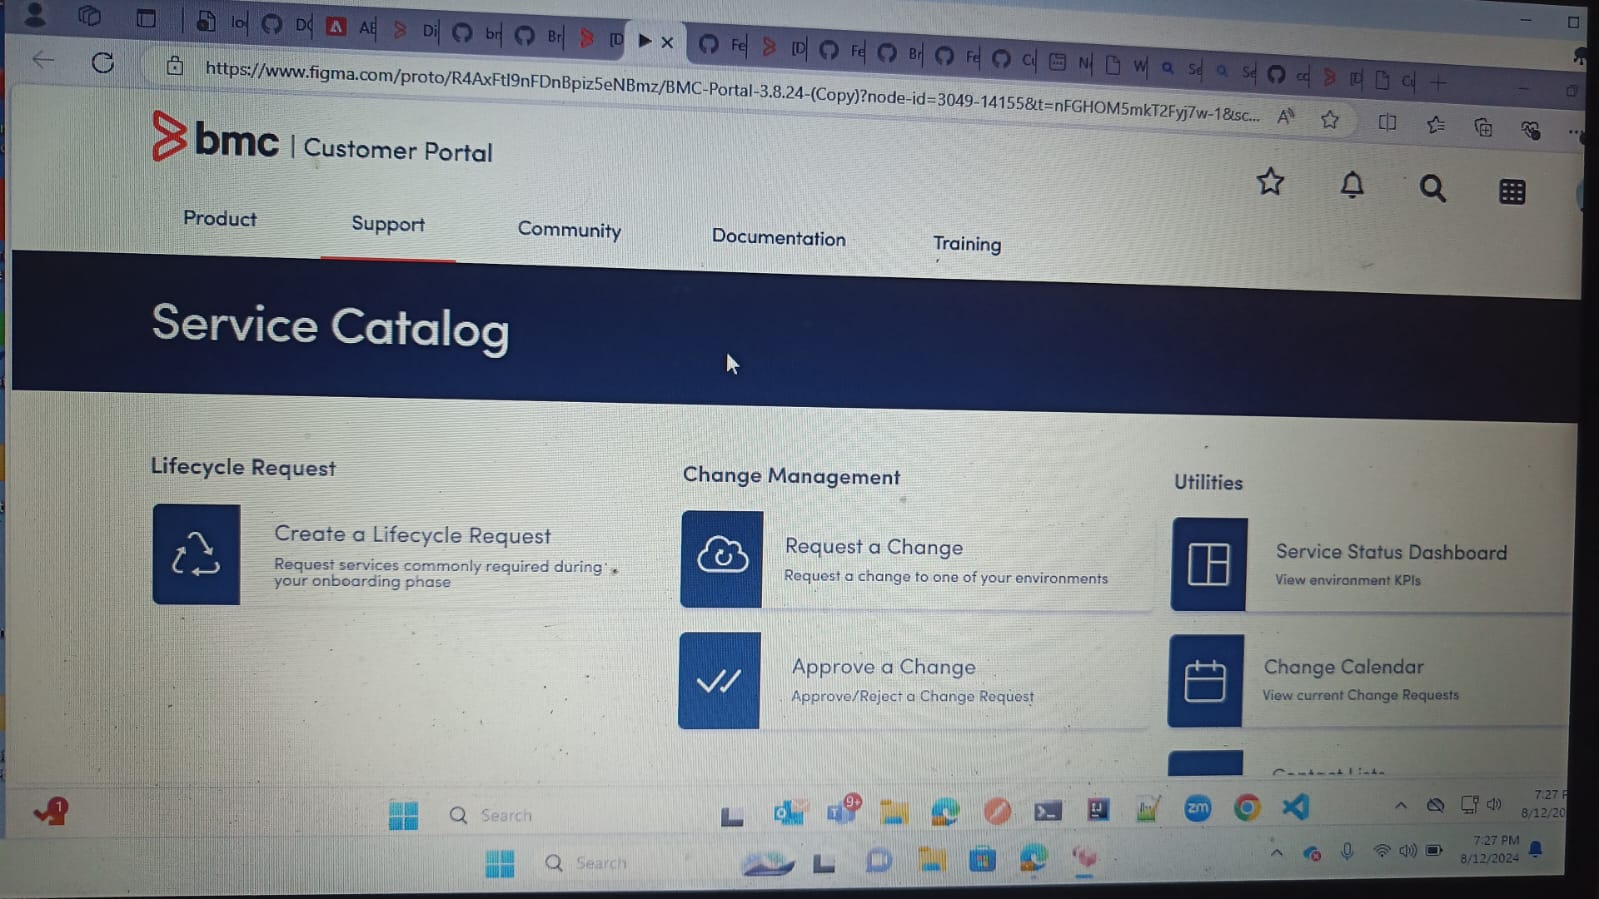 https://www.figma.com/proto/R4AxFtI9nFDnBpiz5eNBmz/BMC-Portal-3.8.24-(Copy)?node-id=3049-14155&t=nFGHOM5mkT2Fyj7w-1&sc...
bmc | Customer Portal
Product Support Community Documentation Training
Service Catalog
Lifecycle Request
Create a Lifecycle Request
Request services commonly required during
your onboarding phase
Change Management
Request a Change
Request a change to one of your environments
Approve a Change
Approve/Reject a Change Request
Utilities
Service Status Dashboard
View environment KPIs
Change Calendar
View current Change Requests
1
Search
9+
zm
7:27 P
8/12/20
Search
7:27 PM
8/12/2024